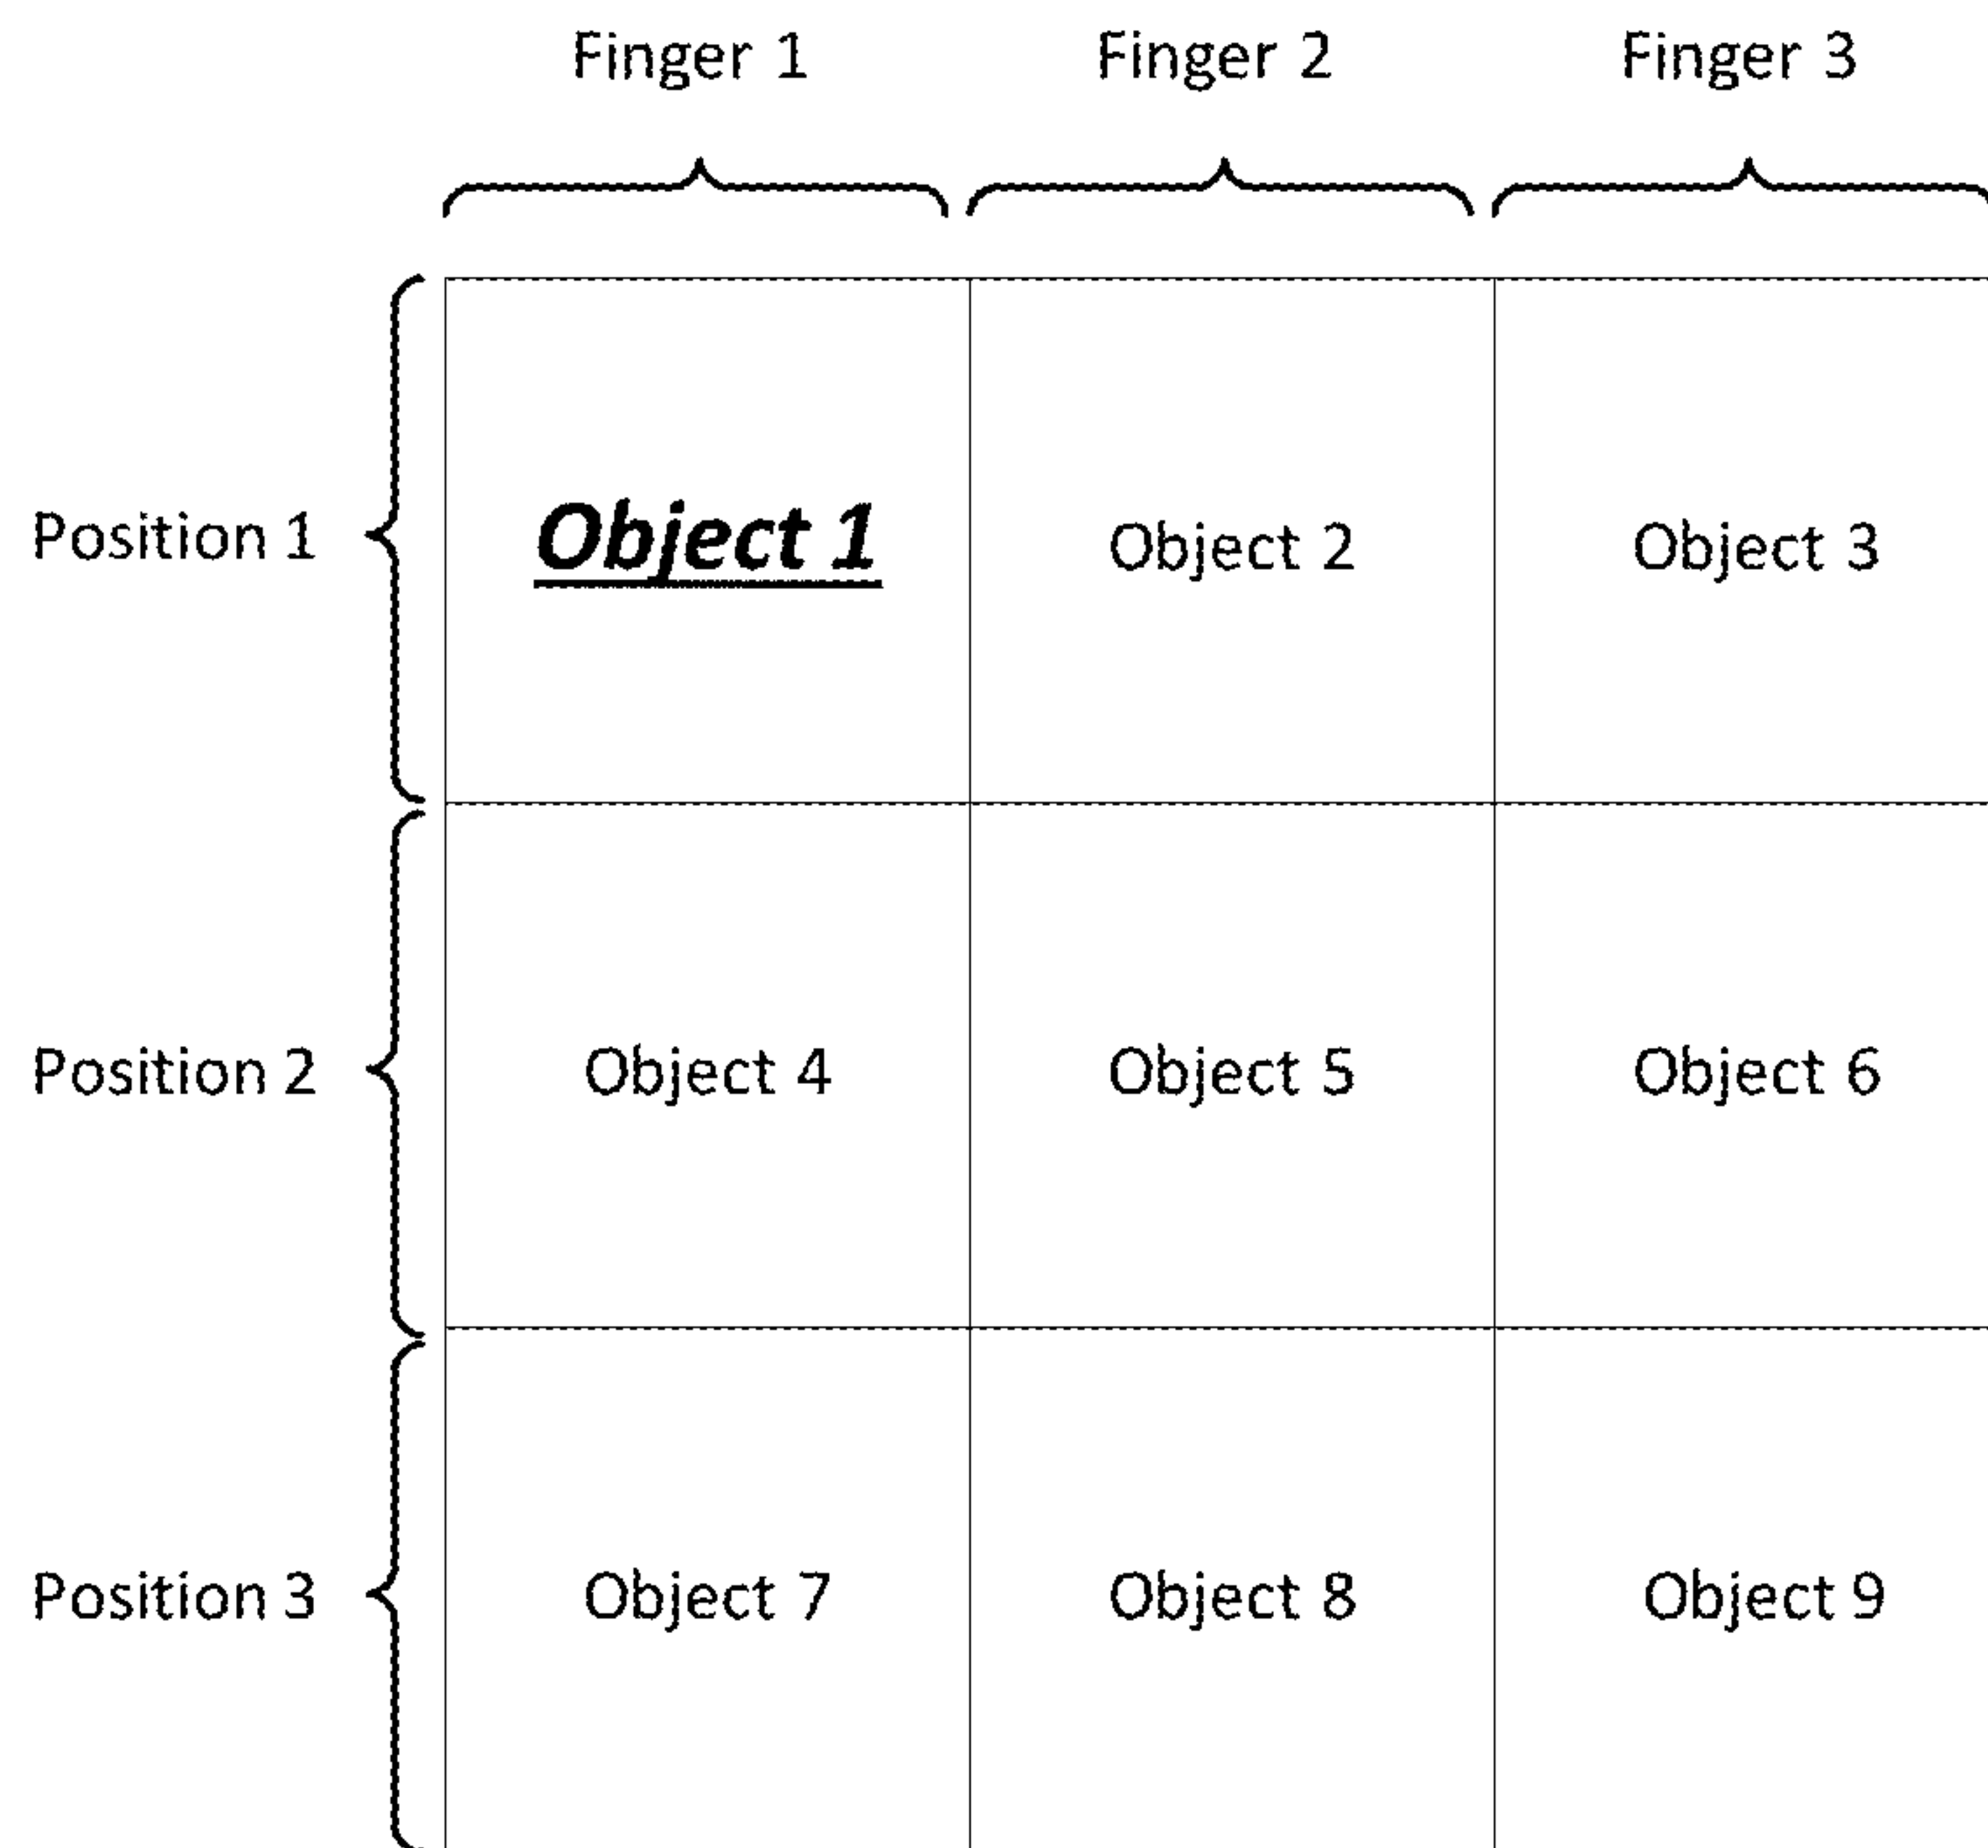 Finger 1 Finger 2 Finger 3
Position 1 Object 1 Object 2 Object 3
Position 2 Object 4 Object 5 Object 6
Position 3 Object 7 Object 8 Object 9